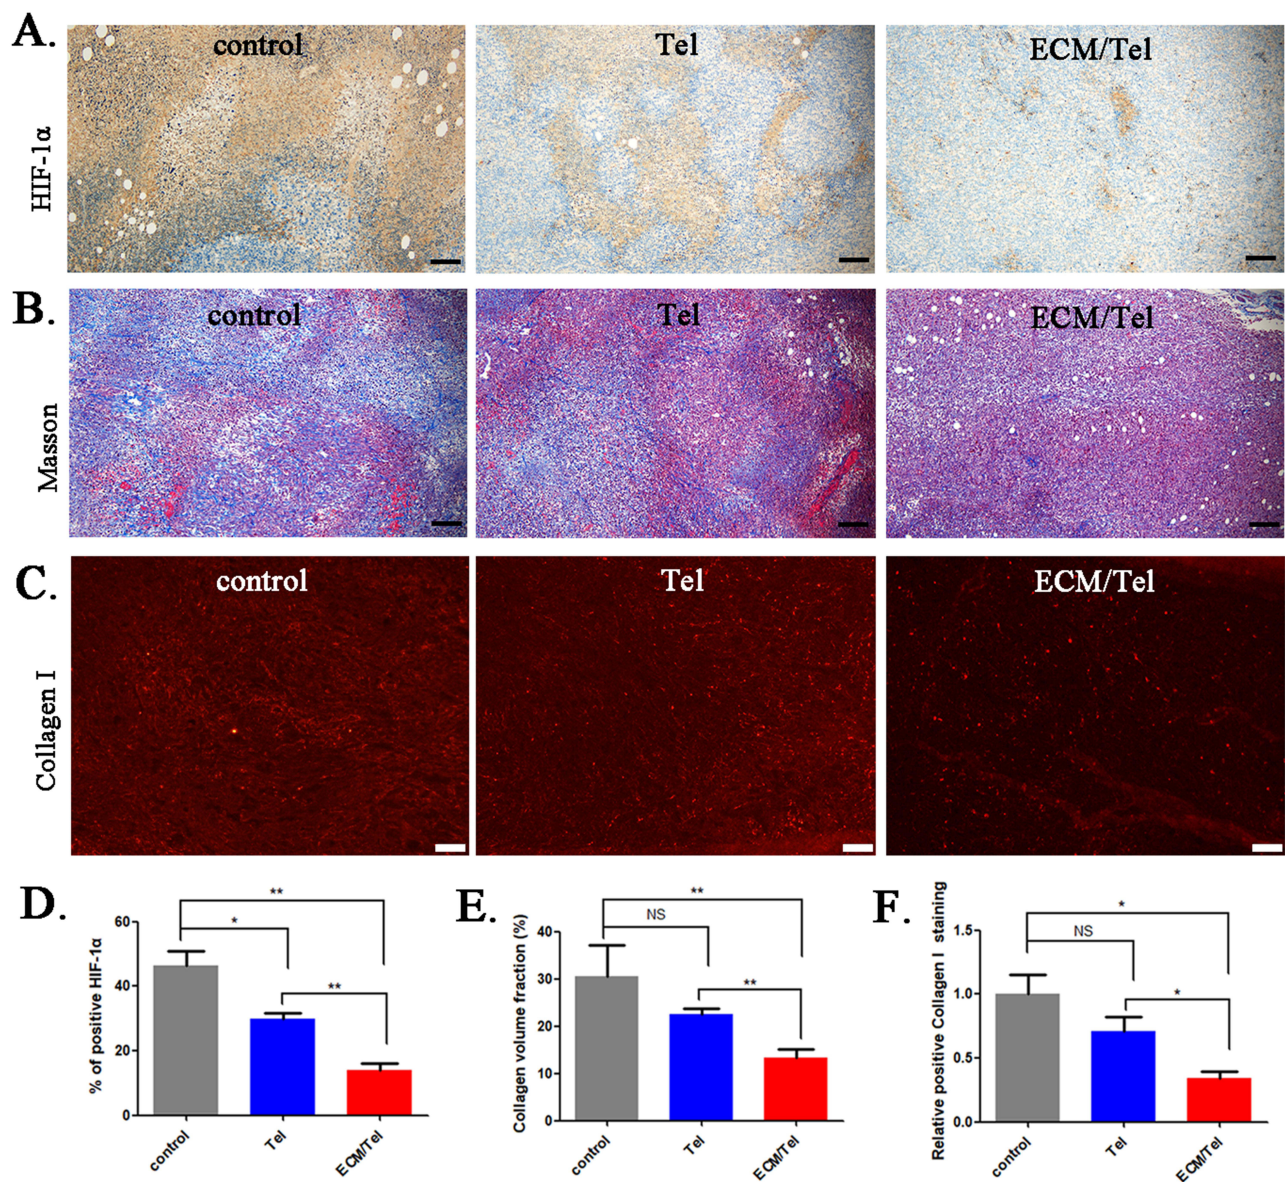 A.
control
Tel
ECM/Tel
HIF-1α
B.
control
Tel
ECM/Tel
Masson
C.
control
Tel
ECM/Tel
Collagen I
D.
**
*
**
% of positive HIF-1α
60
40
20
0
control
Tel
ECM/Tel
E.
**
NS
**
Collagen volume fraction (%)
40
30
20
10
0
control
Tel
ECM/Tel
F.
*
NS
*
Relative positive Collagen I staining
1.5
1.0
0.5
0.0
control
Tel
ECM/Tel